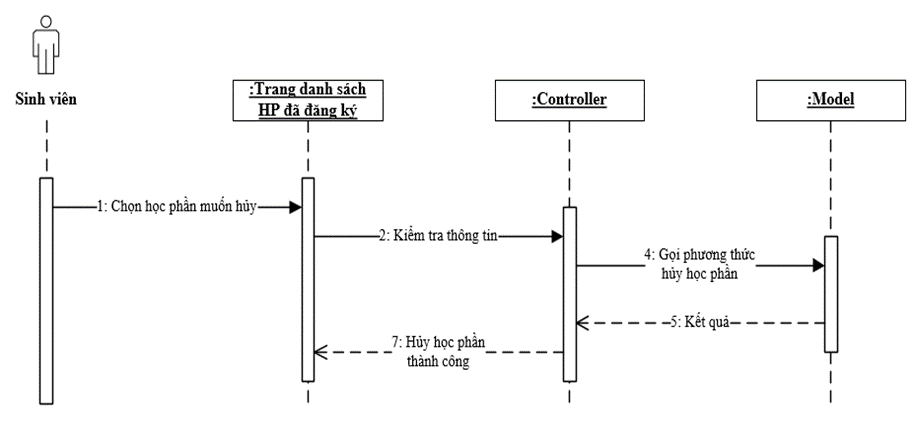 Sinh viên
:Trang danh sách
HP đã đăng ký
:Controller
:Model
1: Chọn học phần muốn hủy
2: Kiểm tra thông tin
4: Gọi phương thức
hủy học phần
5: Kết quả
7: Hủy học phần
thành công